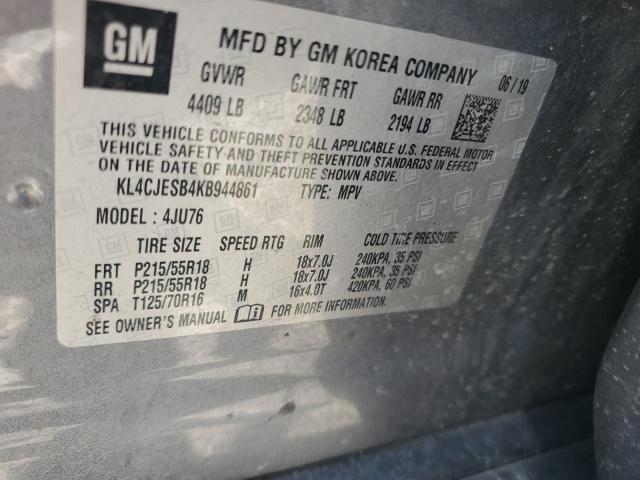 GM
MFD BY GM KOREA COMPANY 06/19
GVWR GAWR FRT GAWR RR
4409 LB 2348 LB 2194 LB
THIS VEHICLE CONFORMS TO ALL APPLICABLE U.S. FEDERAL MOTOR
VEHICLE SAFETY AND THEFT PREVENTION STANDARDS IN EFFECT
ON THE DATE OF MANUFACTURE SHOWN ABOVE.
KL4CJESB4KB944861 TYPE: MPV
MODEL : 4JU76
TIRE SIZE SPEED RTG RIM COLD TIRE PRESSURE
FRT P215/55R18 H 18x7.0J 240KPA, 35 PSI
RR P215/55R18 H 18x7.0J 240KPA, 35 PSI
SPA T125/70R16 M 16x4.0T 420KPA, 60 PSI
SEE OWNER'S MANUAL FOR MORE INFORMATION.